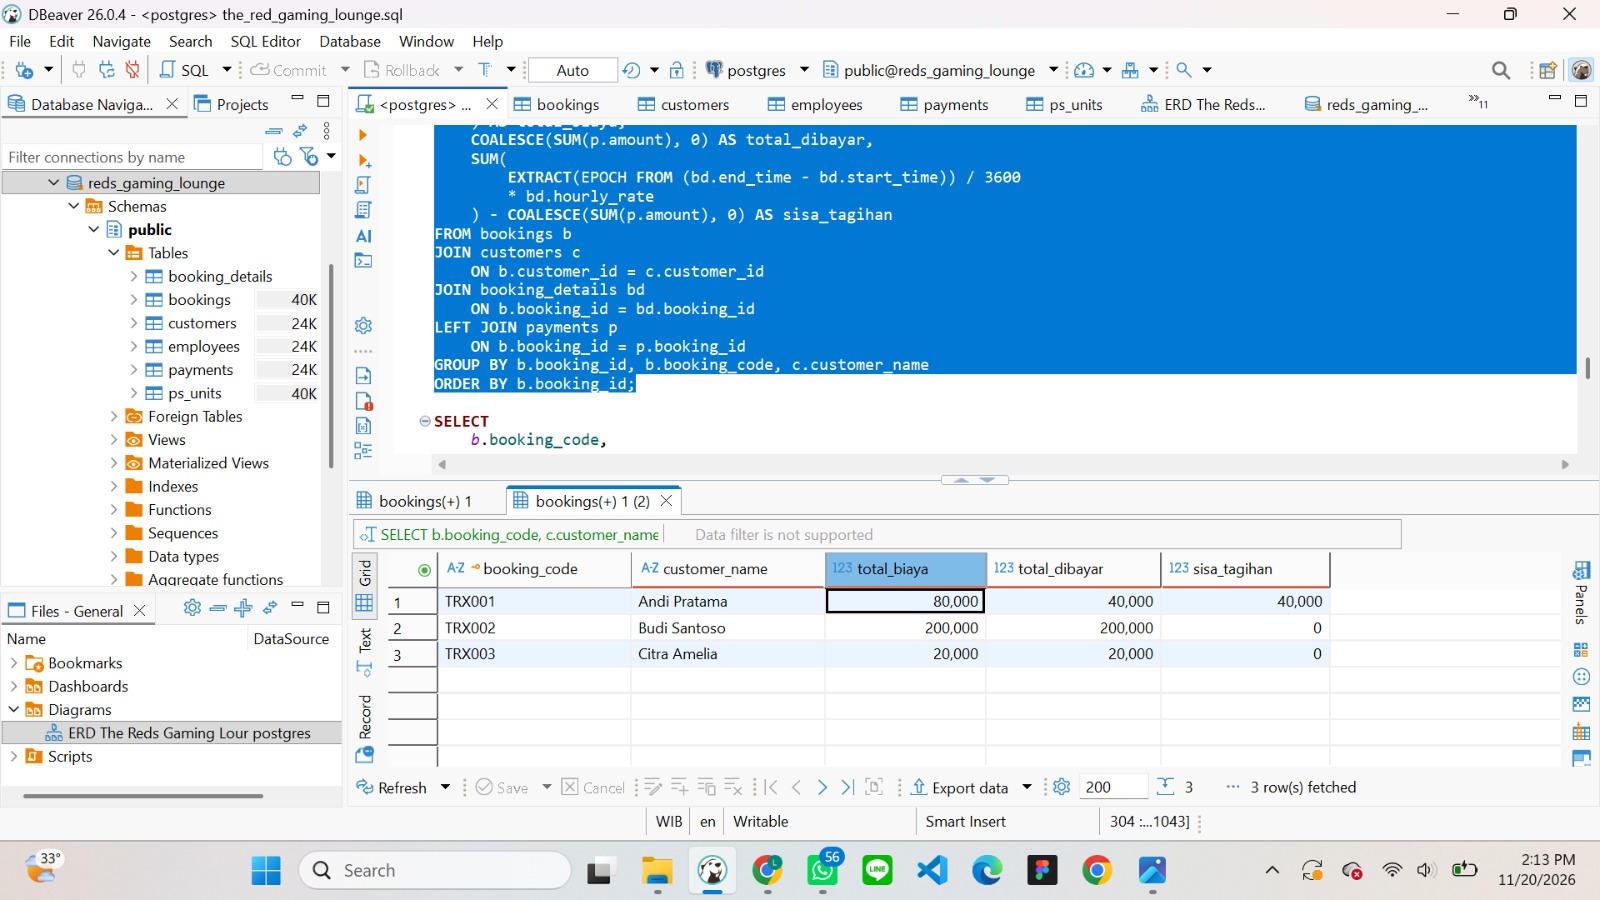 DBeaver 26.0.4 - <postgres> the_red_gaming_lounge.sql
File Edit Navigate Search SQL Editor Database Window Help
SQL Commit Rollback T Auto postgres public@reds_gaming_lounge
Database Naviga... Projects
<postgres> ... bookings customers employees payments ps_units ERD The Reds... reds_gaming_... »11
Filter connections by name
reds_gaming_lounge
Schemas
public
Tables
booking_details
bookings 40K
customers 24K
employees 24K
payments 24K
ps_units 40K
Foreign Tables
Views
Materialized Views
Indexes
Functions
Sequences
Data types
Aggregate functions
AI
) AS total_biaya,
COALESCE(SUM(p.amount), 0) AS total_dibayar,
SUM(
EXTRACT(EPOCH FROM (bd.end_time - bd.start_time)) / 3600
* bd.hourly_rate
) - COALESCE(SUM(p.amount), 0) AS sisa_tagihan
FROM bookings b
JOIN customers c
ON b.customer_id = c.customer_id
JOIN booking_details bd
ON b.booking_id = bd.booking_id
LEFT JOIN payments p
ON b.booking_id = p.booking_id
GROUP BY b.booking_id, b.booking_code, c.customer_name
ORDER BY b.booking_id;
SELECT
b.booking_code,
Files - General
Name DataSource
Bookmarks
Dashboards
Diagrams
ERD The Reds Gaming Lour postgres
Scripts
bookings(+) 1 bookings(+) 1 (2)
SELECT b.booking_code, c.customer_name Data filter is not supported
Grid
Text
Record
A-Z booking_code A-Z customer_name 123 total_biaya 123 total_dibayar 123 sisa_tagihan
1 TRX001 Andi Pratama 80,000 40,000 40,000
2 TRX002 Budi Santoso 200,000 200,000 0
3 TRX003 Citra Amelia 20,000 20,000 0
Panels
Refresh Save Cancel Export data 200 3 ... 3 row(s) fetched
WIB en Writable Smart Insert 304 :...1043]
33° Search 56 LINE
2:13 PM
11/20/2026